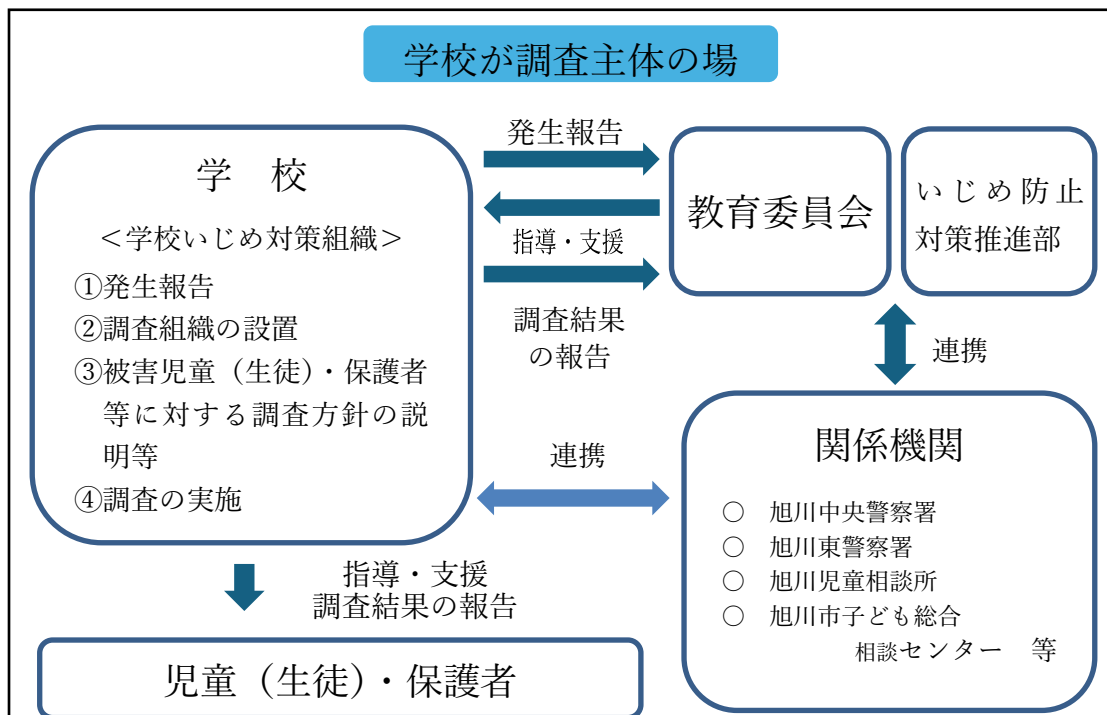 学校が調査主体の場
学 校
＜学校いじめ対策組織＞
①発生報告
②調査組織の設置
③被害児童（生徒）・保護者
等に対する調査方針の説
明等
④調査の実施
発生報告
指導・支援
調査結果
の報告
教育委員会
いじめ防止
対策推進部
連携
連携
関係機関
○ 旭川中央警察署
○ 旭川東警察署
○ 旭川児童相談所
○ 旭川市子ども総合
相談センター 等
指導・支援
調査結果の報告
児童（生徒）・保護者